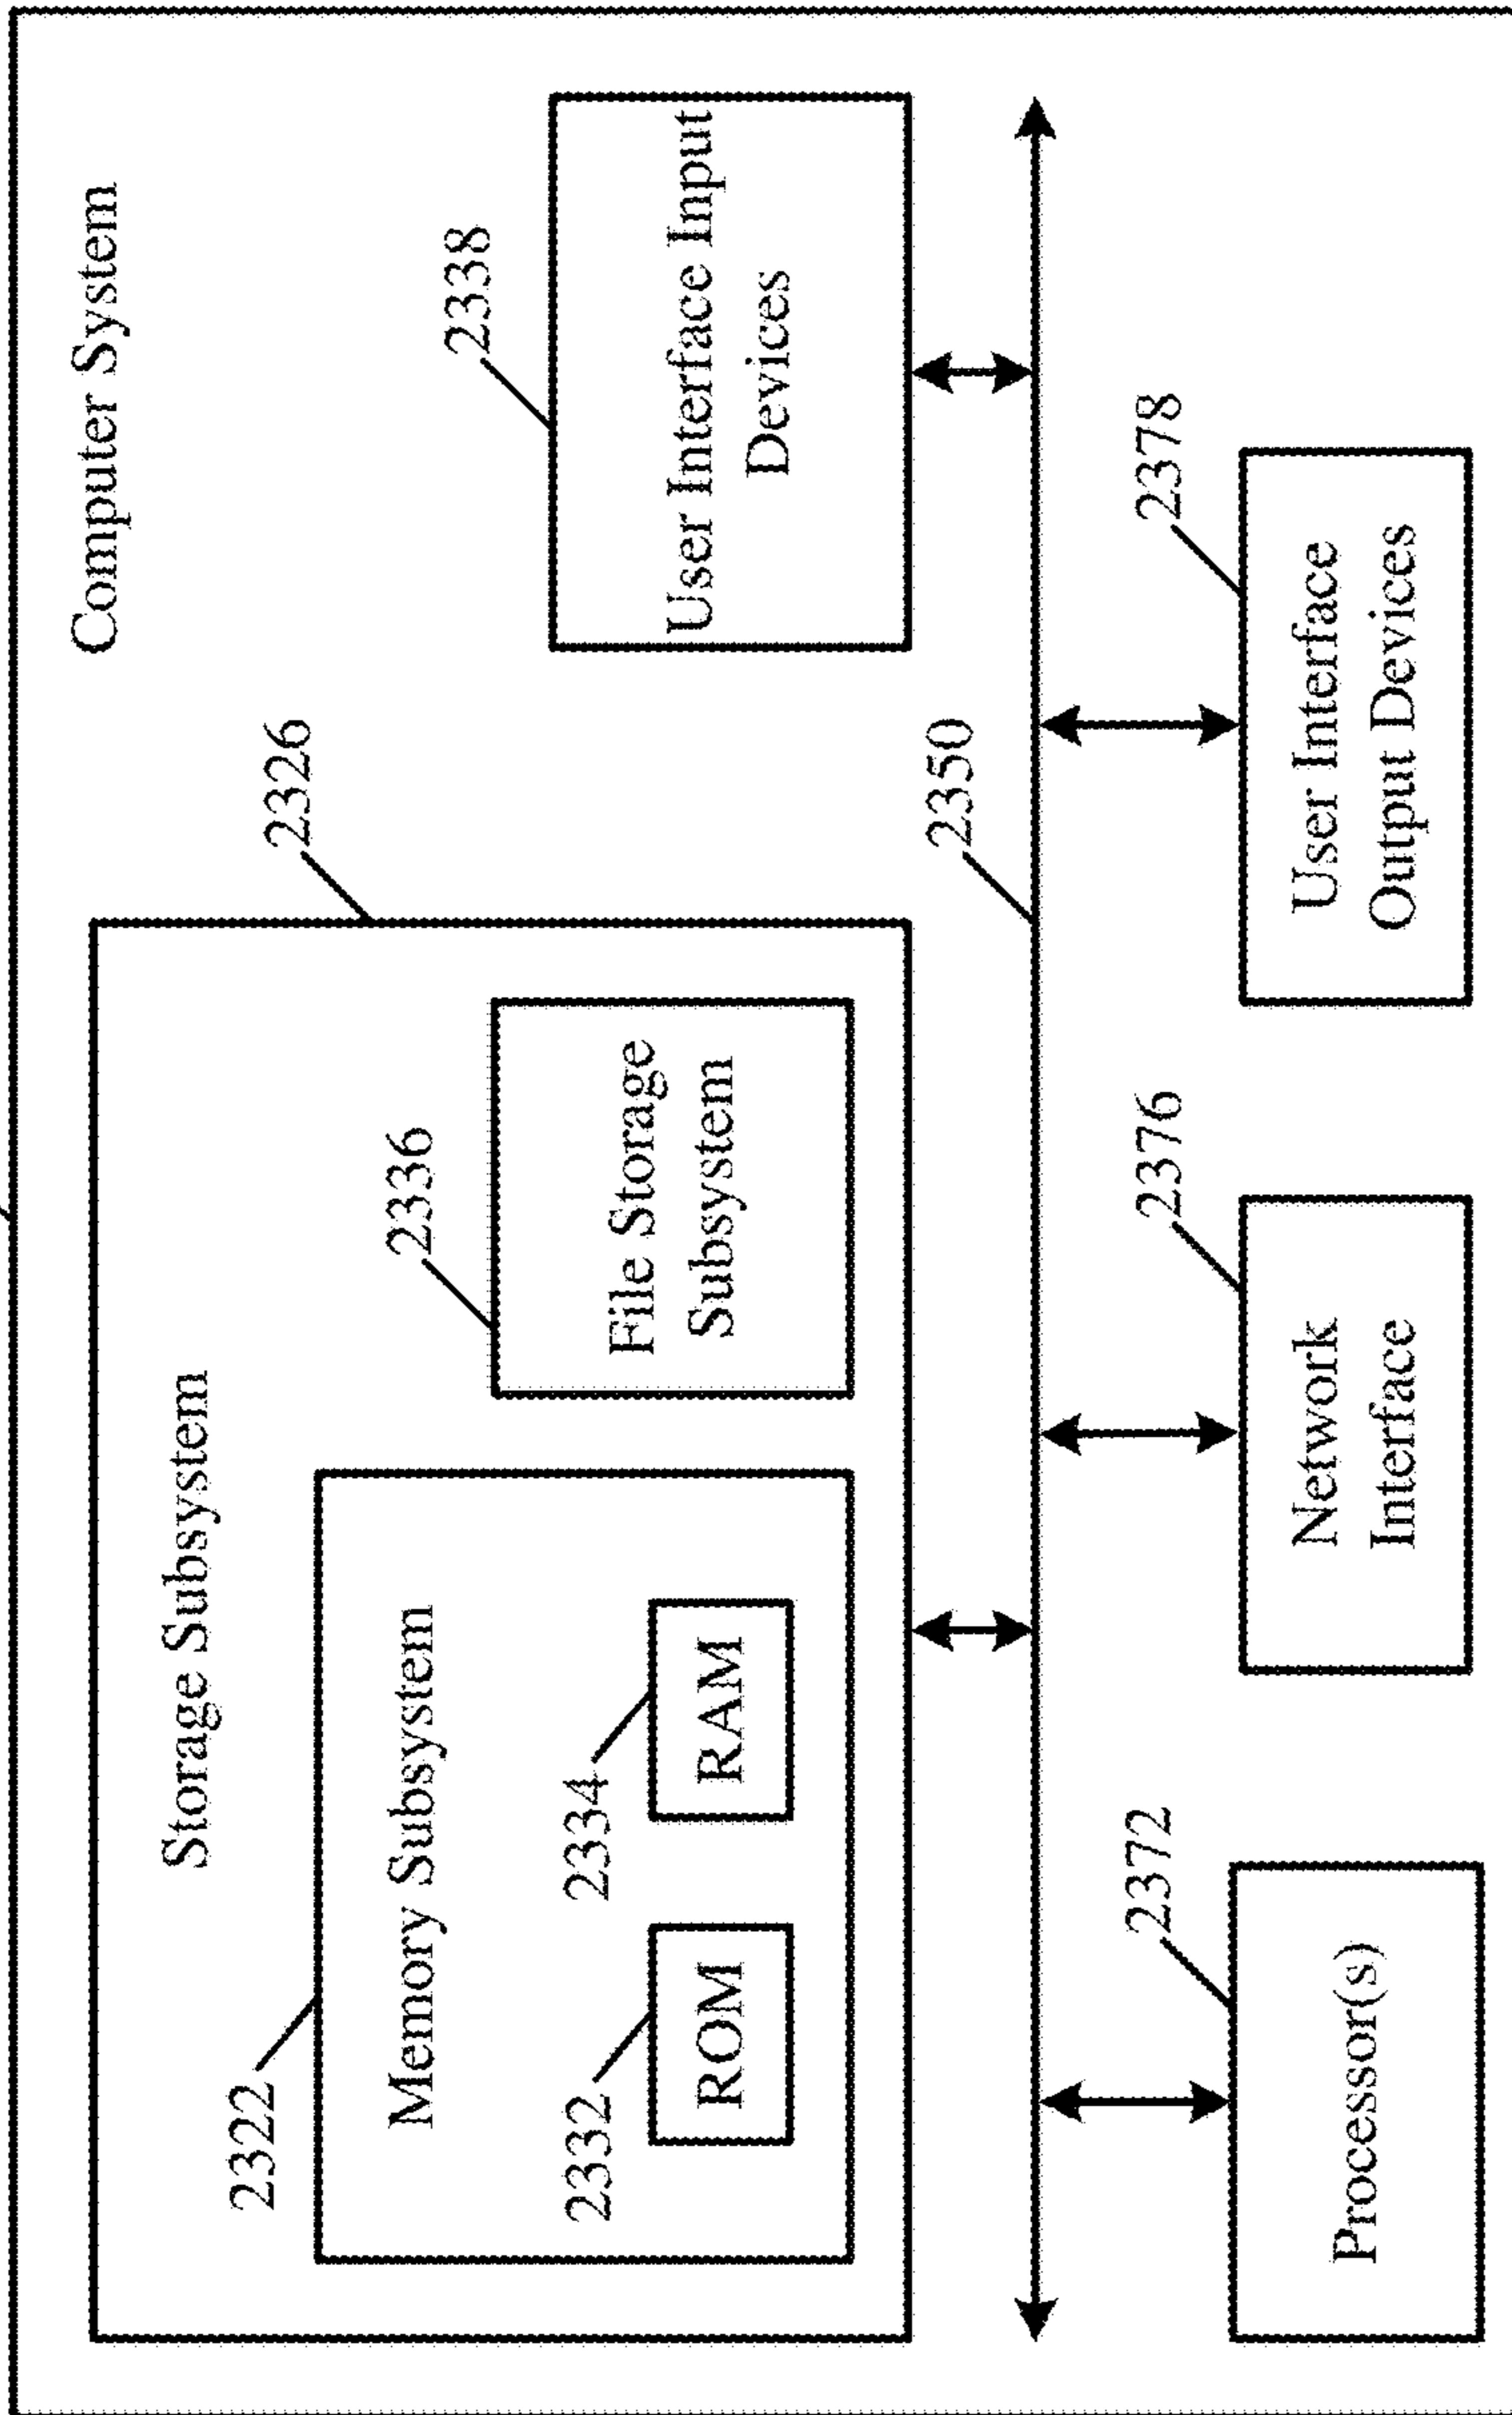 Computer System
Storage Subsystem
2326
2322
Memory Subsystem
2336
2338
2332
ROM
2334
RAM
File Storage
Subsystem
User Interface Input
Devices
2350
2372
Processor(s)
2376
Network
Interface
2378
User Interface
Output Devices